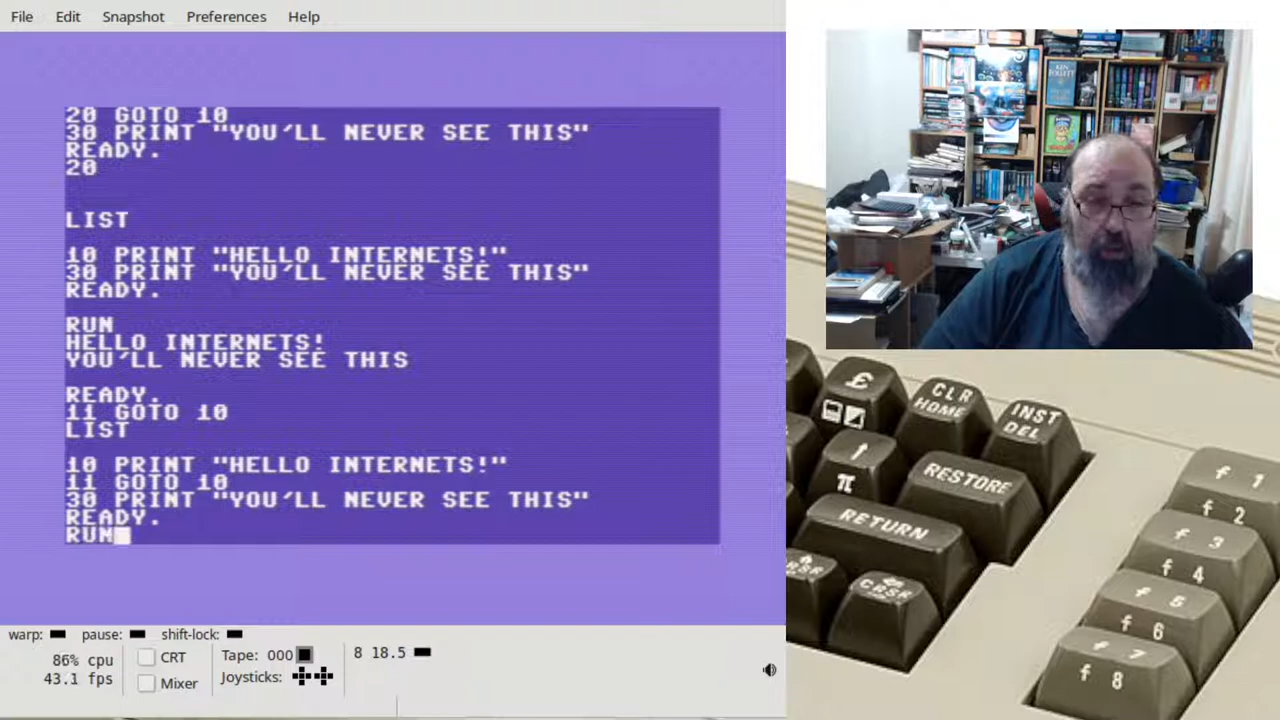 File Edit Snapshot Preferences Help
20 GOTO 10
30 PRINT "YOU'LL NEVER SEE THIS"
READY.
20
LIST
10 PRINT "HELLO INTERNETS!"
30 PRINT "YOU'LL NEVER SEE THIS"
READY.
RUN
HELLO INTERNETS!
YOU'LL NEVER SEE THIS
READY.
11 GOTO 10
LIST
10 PRINT "HELLO INTERNETS!"
11 GOTO 10
30 PRINT "YOU'LL NEVER SEE THIS"
READY.
RUN
warp: pause: shift-lock:
86% cpu
43.1 fps
CRT
Mixer
Tape: 000
Joysticks:
8 18.5
KEN
FOLLETT
£
CLR
HOME
INST
DEL
↑
π
RESTORE
RETURN
CRSR
CRSR
f 1
f 2
f 3
f 4
f 5
f 6
f 7
f 8